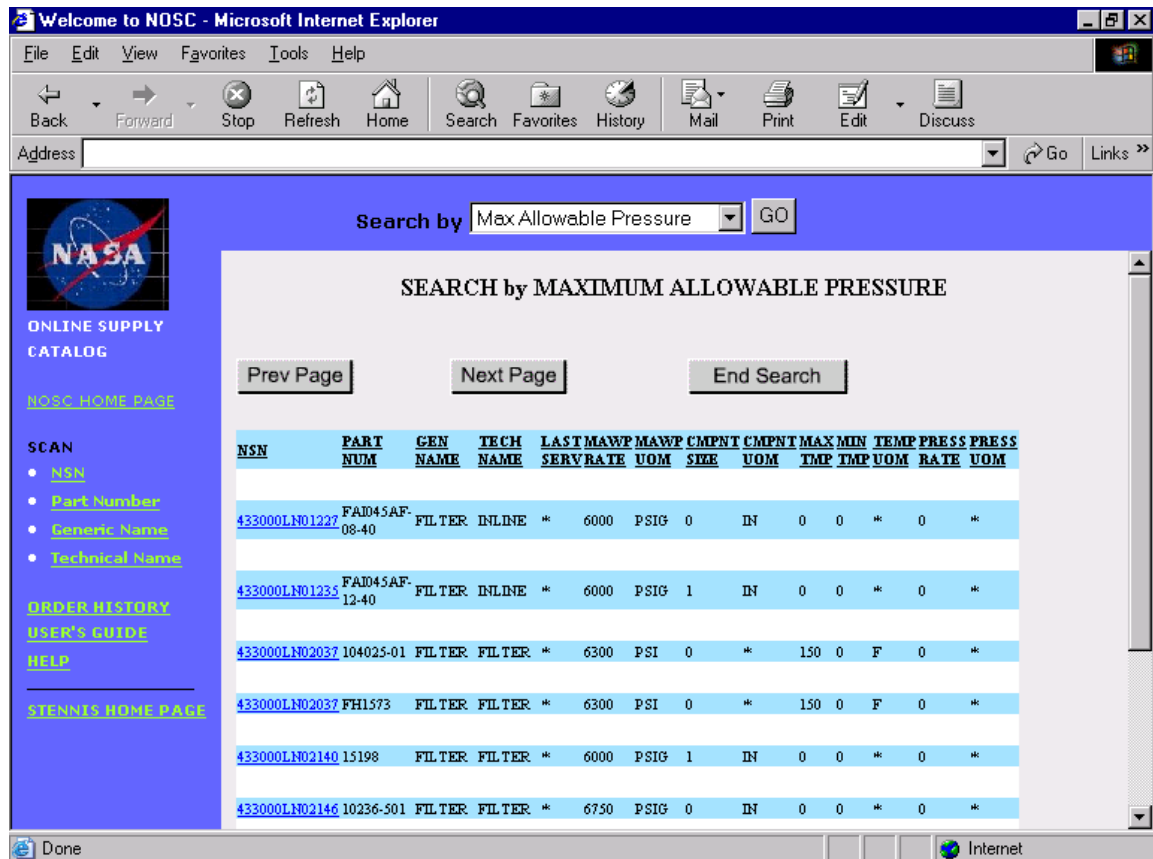 Welcome to NOSC - Microsoft Internet Explorer
File Edit View Favorites Tools Help
Back Forward Stop Refresh Home Search Favorites History Mail Print Edit Discuss
Address Go Links »
Search by Max Allowable Pressure GO
NASA
ONLINE SUPPLY
CATALOG
NOSC HOME PAGE
SCAN
• NSN
• Part Number
• Generic Name
• Technical Name
ORDER HISTORY
USER'S GUIDE
HELP
STENNIS HOME PAGE
SEARCH by MAXIMUM ALLOWABLE PRESSURE
Prev Page Next Page End Search
NSN PART NUM GEN NAME TECH NAME LAST SERV MAWP RATE MAWP UOM CMPNT SIZE CMPNT UOM MAX TMP MIN TMP TEMP UOM PRESS RATE PRESS UOM
433000LN01227 FAI045AF-08-40 FILTER INLINE * 6000 PSIG 0 IN 0 0 * 0 *
433000LN01235 FAI045AF-12-40 FILTER INLINE * 6000 PSIG 1 IN 0 0 * 0 *
433000LN02037 104025-01 FILTER FILTER * 6300 PSI 0 * 150 0 F 0 *
433000LN02037 FH1573 FILTER FILTER * 6300 PSI 0 * 150 0 F 0 *
433000LN02140 15198 FILTER FILTER * 6000 PSIG 1 IN 0 0 * 0 *
433000LN02146 10236-501 FILTER FILTER * 6750 PSIG 0 IN 0 0 * 0 *
Done Internet